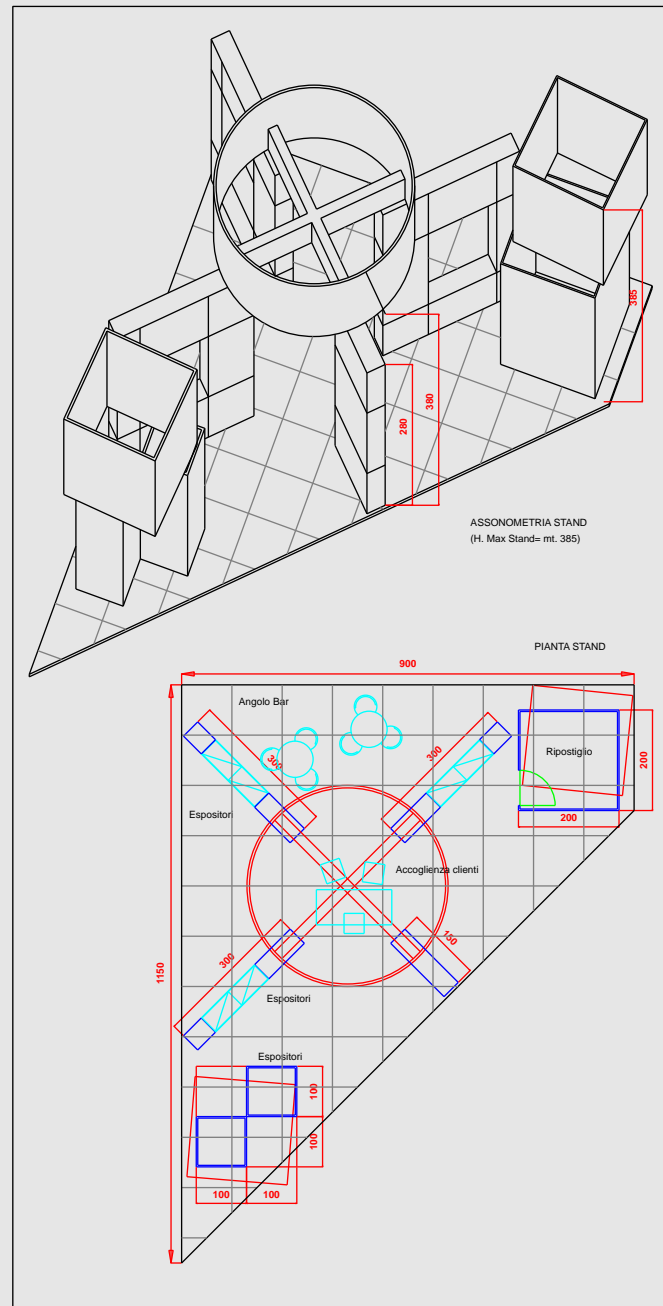 385
380
280
ASSONOMETRIA STAND
(H. Max Stand= mt. 385)
PIANTA STAND
900
Angolo Bar
300
300
Ripostiglio
200
200
Espositori
Accoglienza clienti
1150
300
150
Espositori
Espositori
100
100
100
100